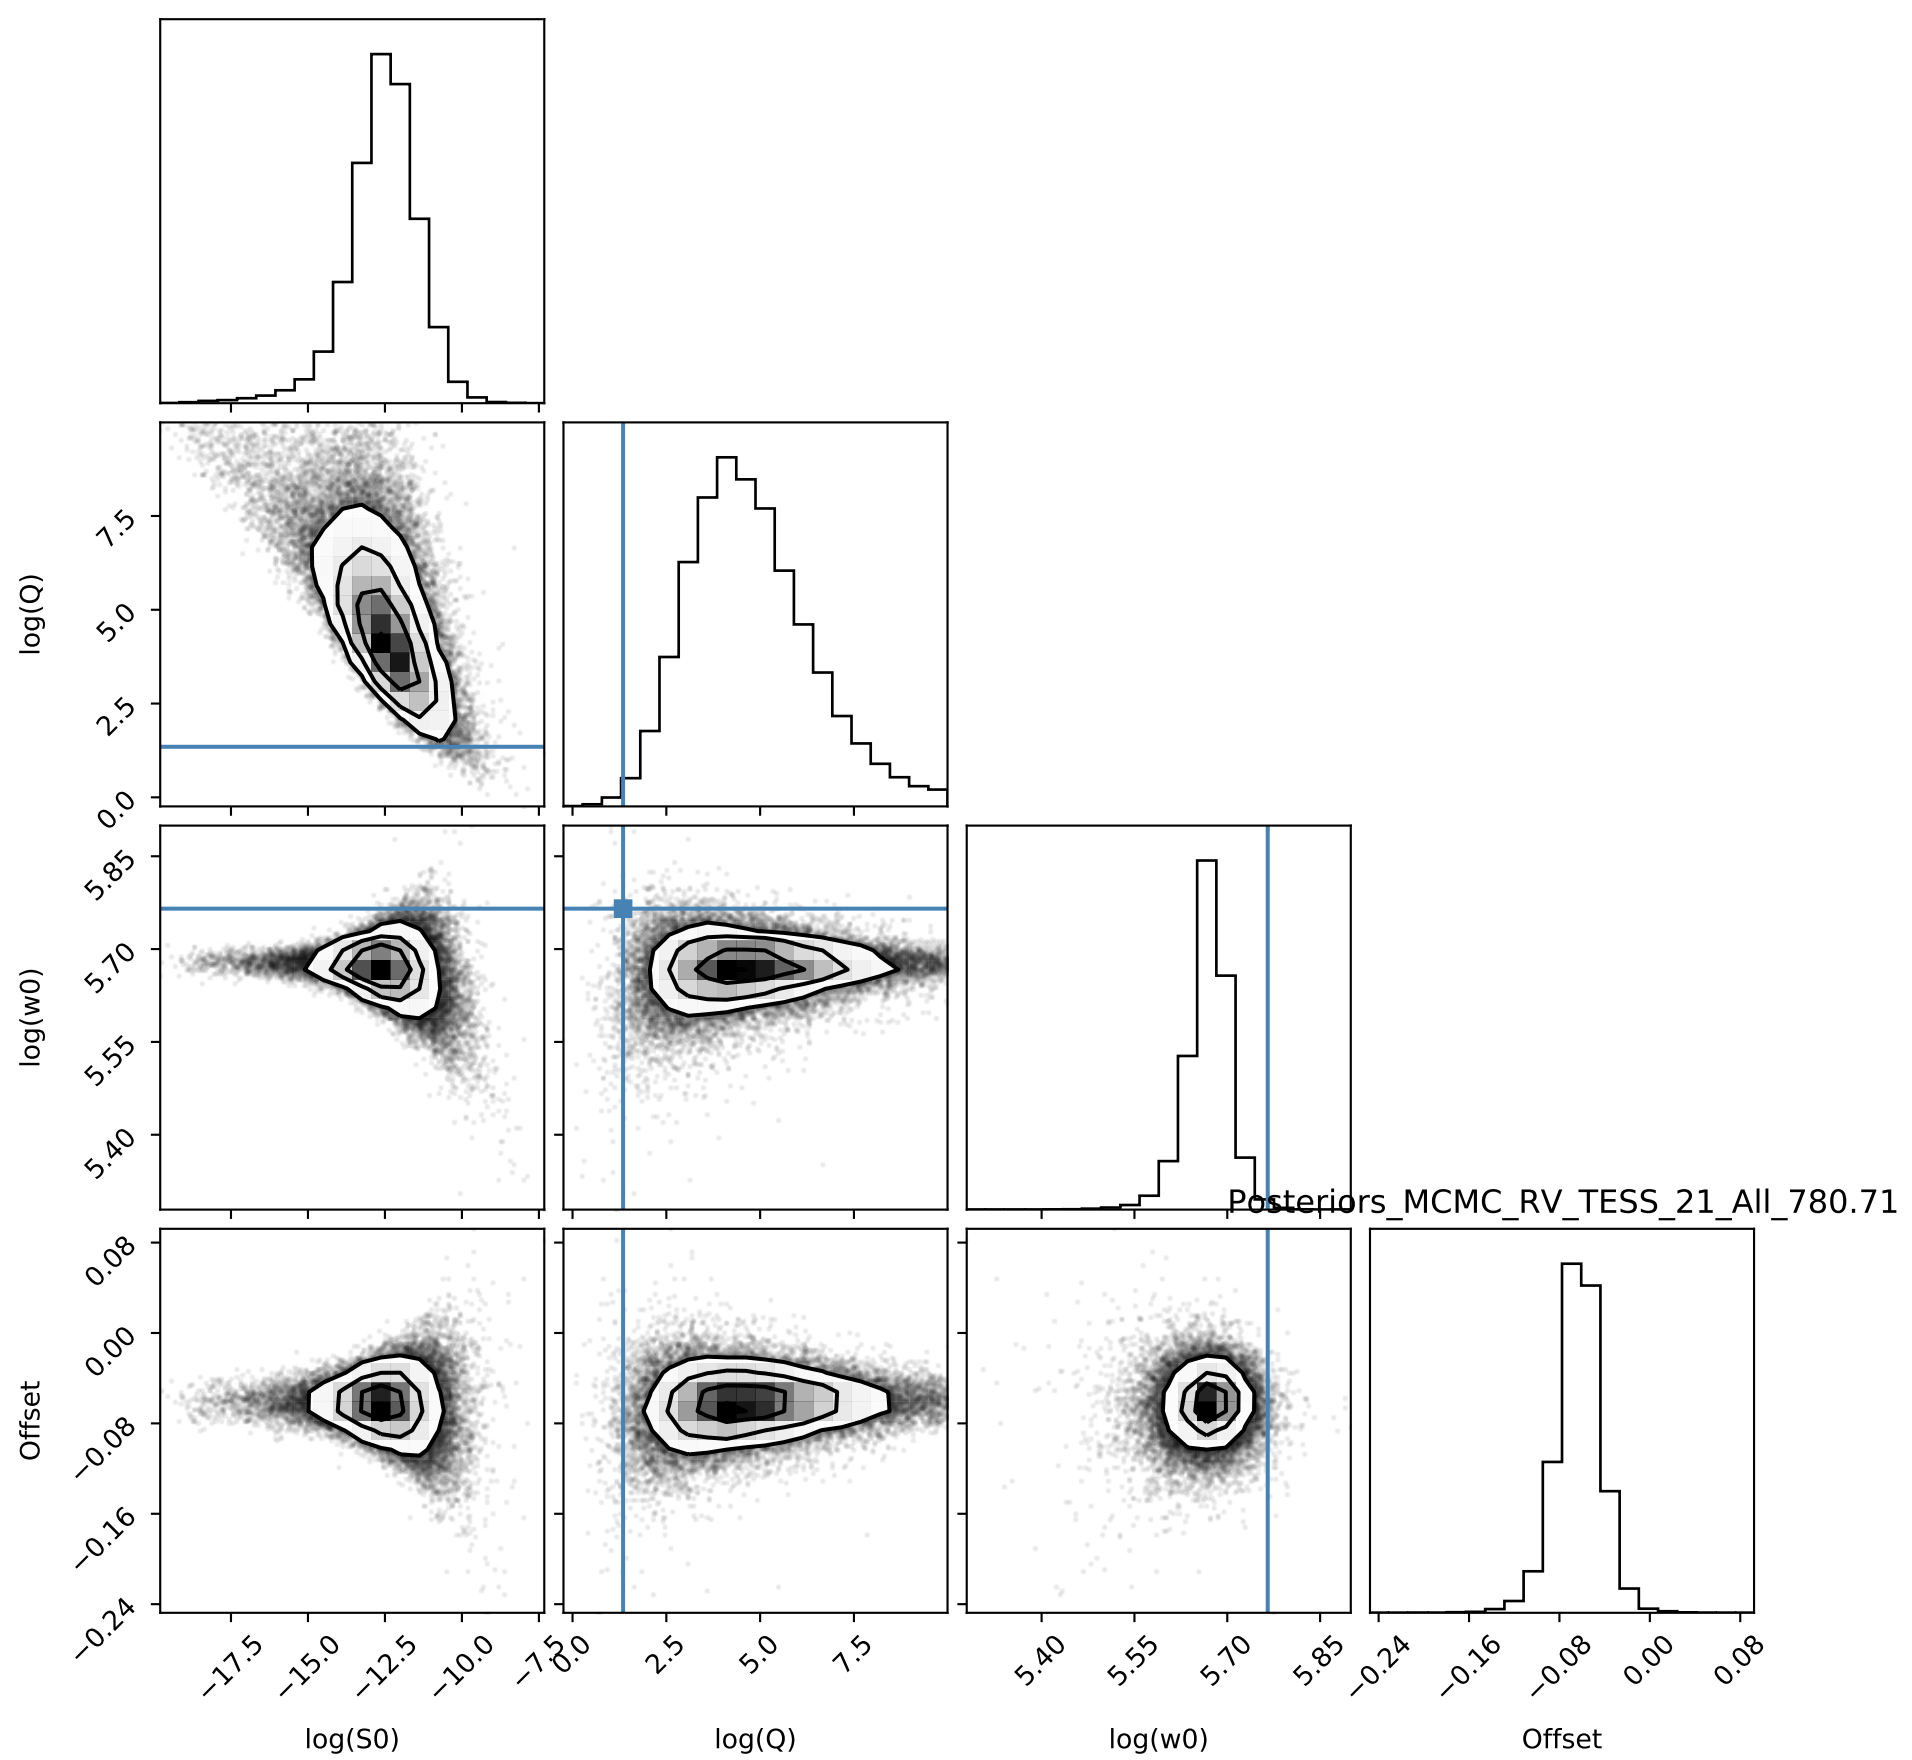 log(Q)
7.5
5.0
2.5
0.0
log(w0)
5.85
5.70
5.55
5.40
Posteriors_MCMC_RV_TESS_21_All_780.71
Offset
0.08
0.00
−0.08
−0.16
−0.24
−17.5 −15.0 −12.5 −10.0 −7.5
0.0 2.5 5.0 7.5
5.40 5.55 5.70 5.85
−0.24 −0.16 −0.08 0.00 0.08
log(S0) log(Q) log(w0) Offset